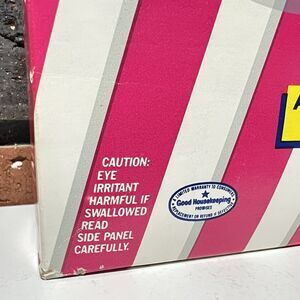 CAUTION:
EYE
IRRITANT
HARMFUL IF
SWALLOWED
READ
SIDE PANEL
CAREFULLY.
LIMITED WARRANTY TO CONSUMERS
Good Housekeeping
PROMISES
REPLACEMENT OR REFUND IF DEFECTIVE